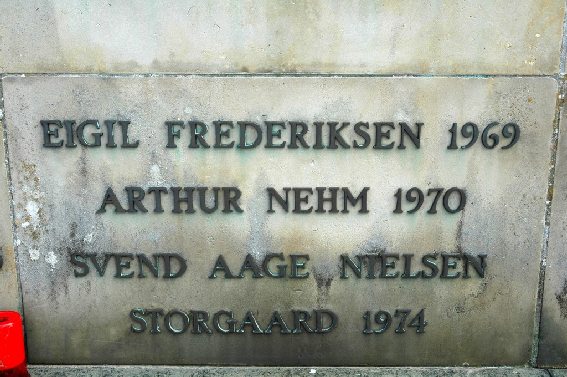 EIGIL FREDERIKSEN 1969
ARTHUR NEHM 1970
SVEND AAGE NIELSEN
STORGAARD 1974